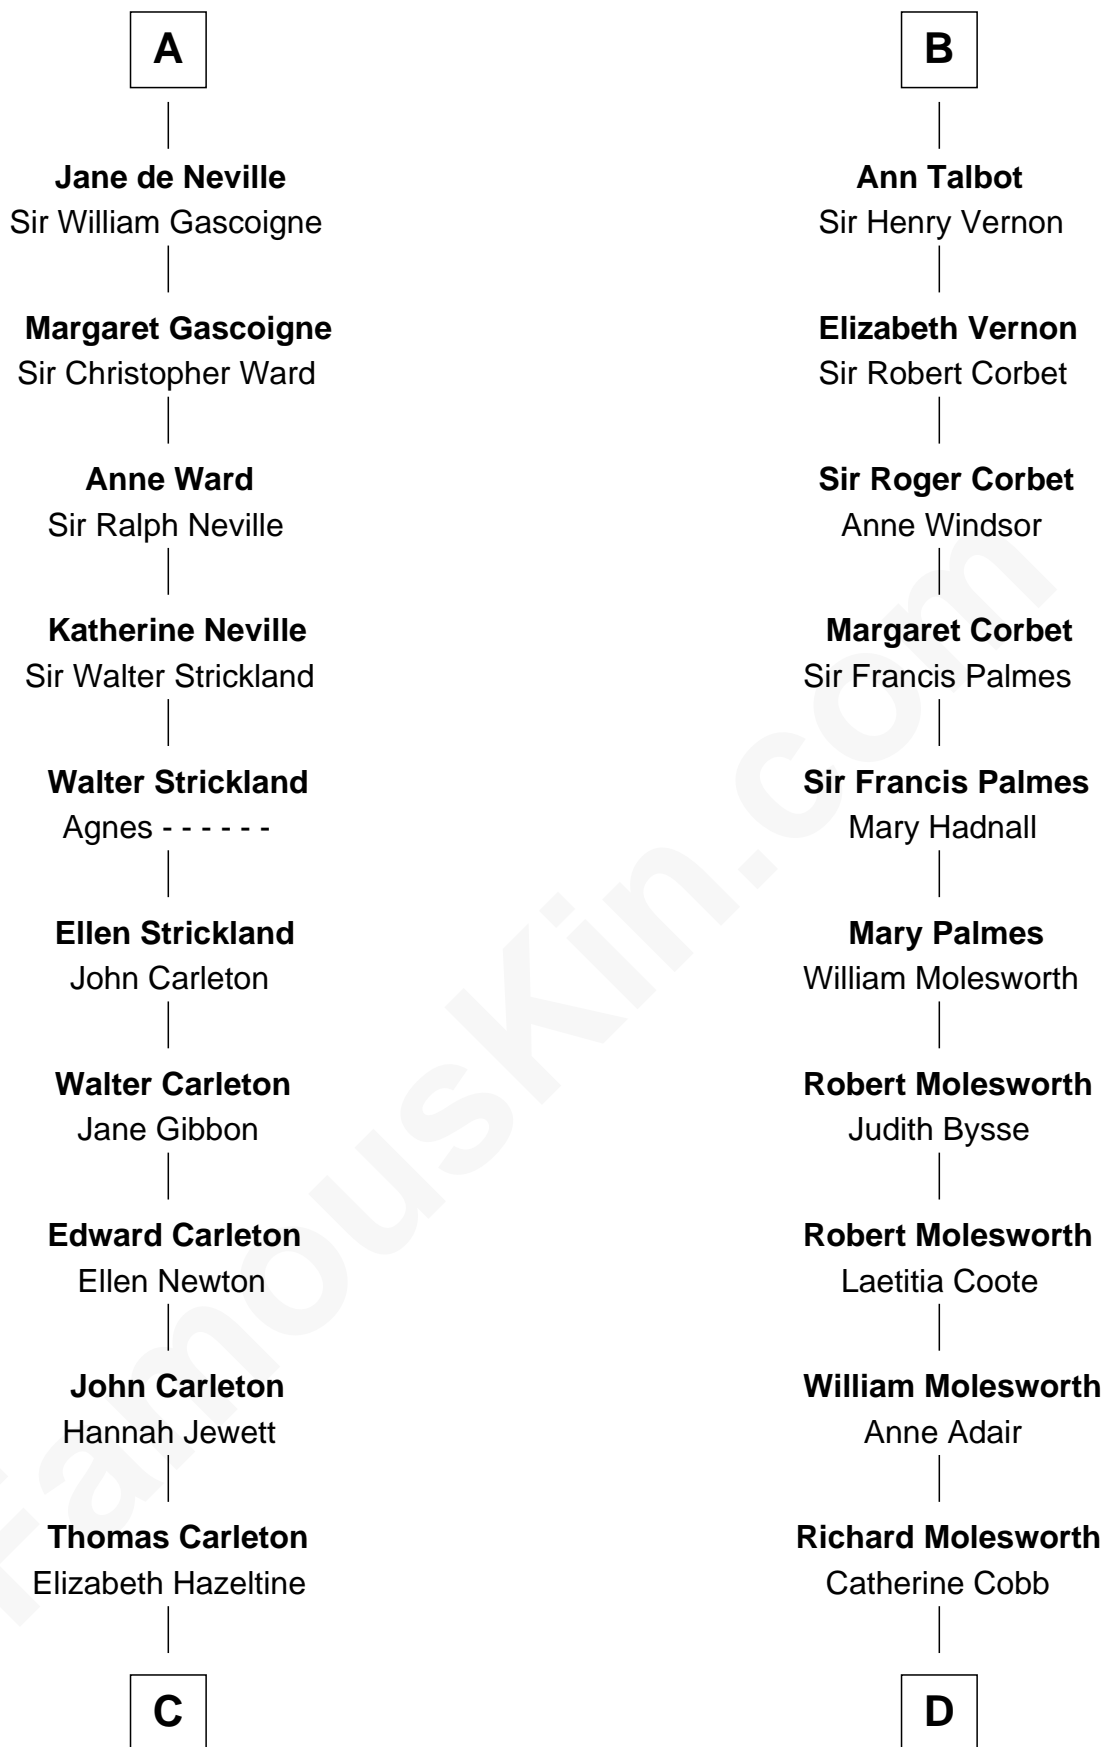 A
Jane de Neville
Sir William Gascoigne
Margaret Gascoigne
Sir Christopher Ward
Anne Ward
Sir Ralph Neville
Katherine Neville
Sir Walter Strickland
Walter Strickland
Agnes - - - - - -
Ellen Strickland
John Carleton
Walter Carleton
Jane Gibbon
Edward Carleton
Ellen Newton
John Carleton
Hannah Jewett
Thomas Carleton
Elizabeth Hazeltine
C
B
Ann Talbot
Sir Henry Vernon
Elizabeth Vernon
Sir Robert Corbet
Sir Roger Corbet
Anne Windsor
Margaret Corbet
Sir Francis Palmes
Sir Francis Palmes
Mary Hadnall
Mary Palmes
William Molesworth
Robert Molesworth
Judith Bysse
Robert Molesworth
Laetitia Coote
William Molesworth
Anne Adair
Richard Molesworth
Catherine Cobb
D
FamousKin.com